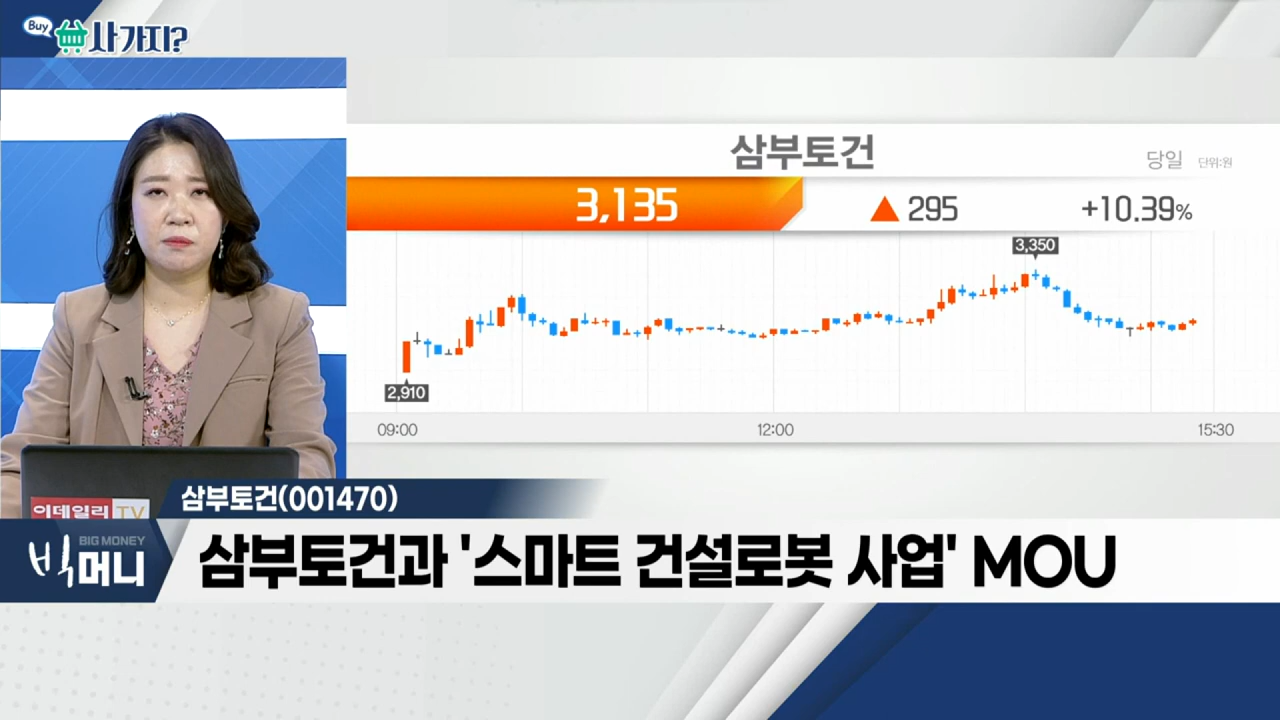 Buy
사가지?
삼부토건
당일 단위:원
3,135 ▲ 295 +10.39%
3,350
2,910
09:00 12:00 15:30
삼부토건(001470)
이데일리 TV
BIG MONEY
빅머니
삼부토건과 '스마트 건설로봇 사업' MOU